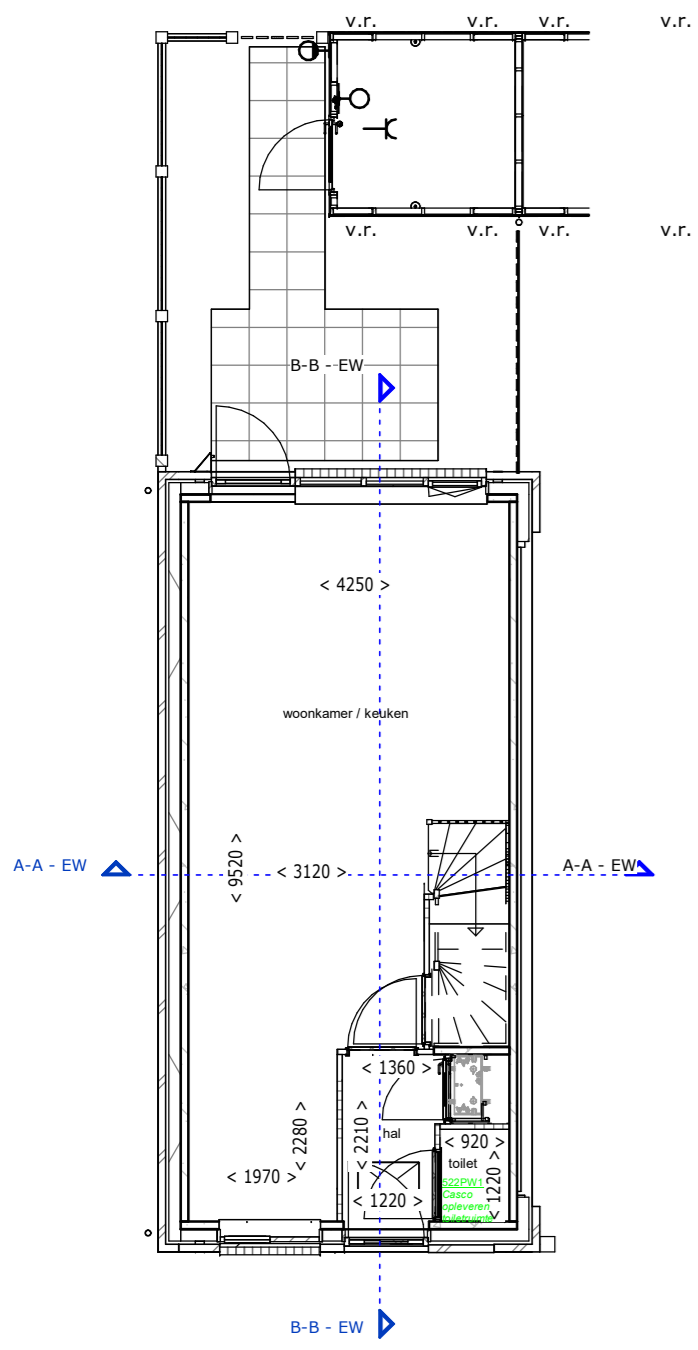 v.r. v.r. v.r. v.r.
v.r. v.r. v.r. v.r.
B-B - EW
< 4250 >
woonkamer / keuken
A-A - EW
< 9520 >
< 3120 >
A-A - EW
< 1360 >
< 2280 >
< 2210 >
hal
< 920 >
toilet
< 1970 >
< 1220 >
522PW1
Casco
opleveren
toiletruimte
< 1220 >
B-B - EW